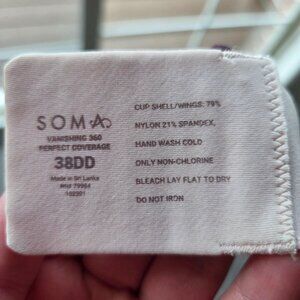 SOMA
VANISHING 360
PERFECT COVERAGE
38DD
Made in Sri Lanka
CUP SHELL/WINGS: 79%
NYLON 21% SPANDEX,
HAND WASH COLD
ONLY NON-CHLORINE
BLEACH LAY FLAT TO DRY
DO NOT IRON